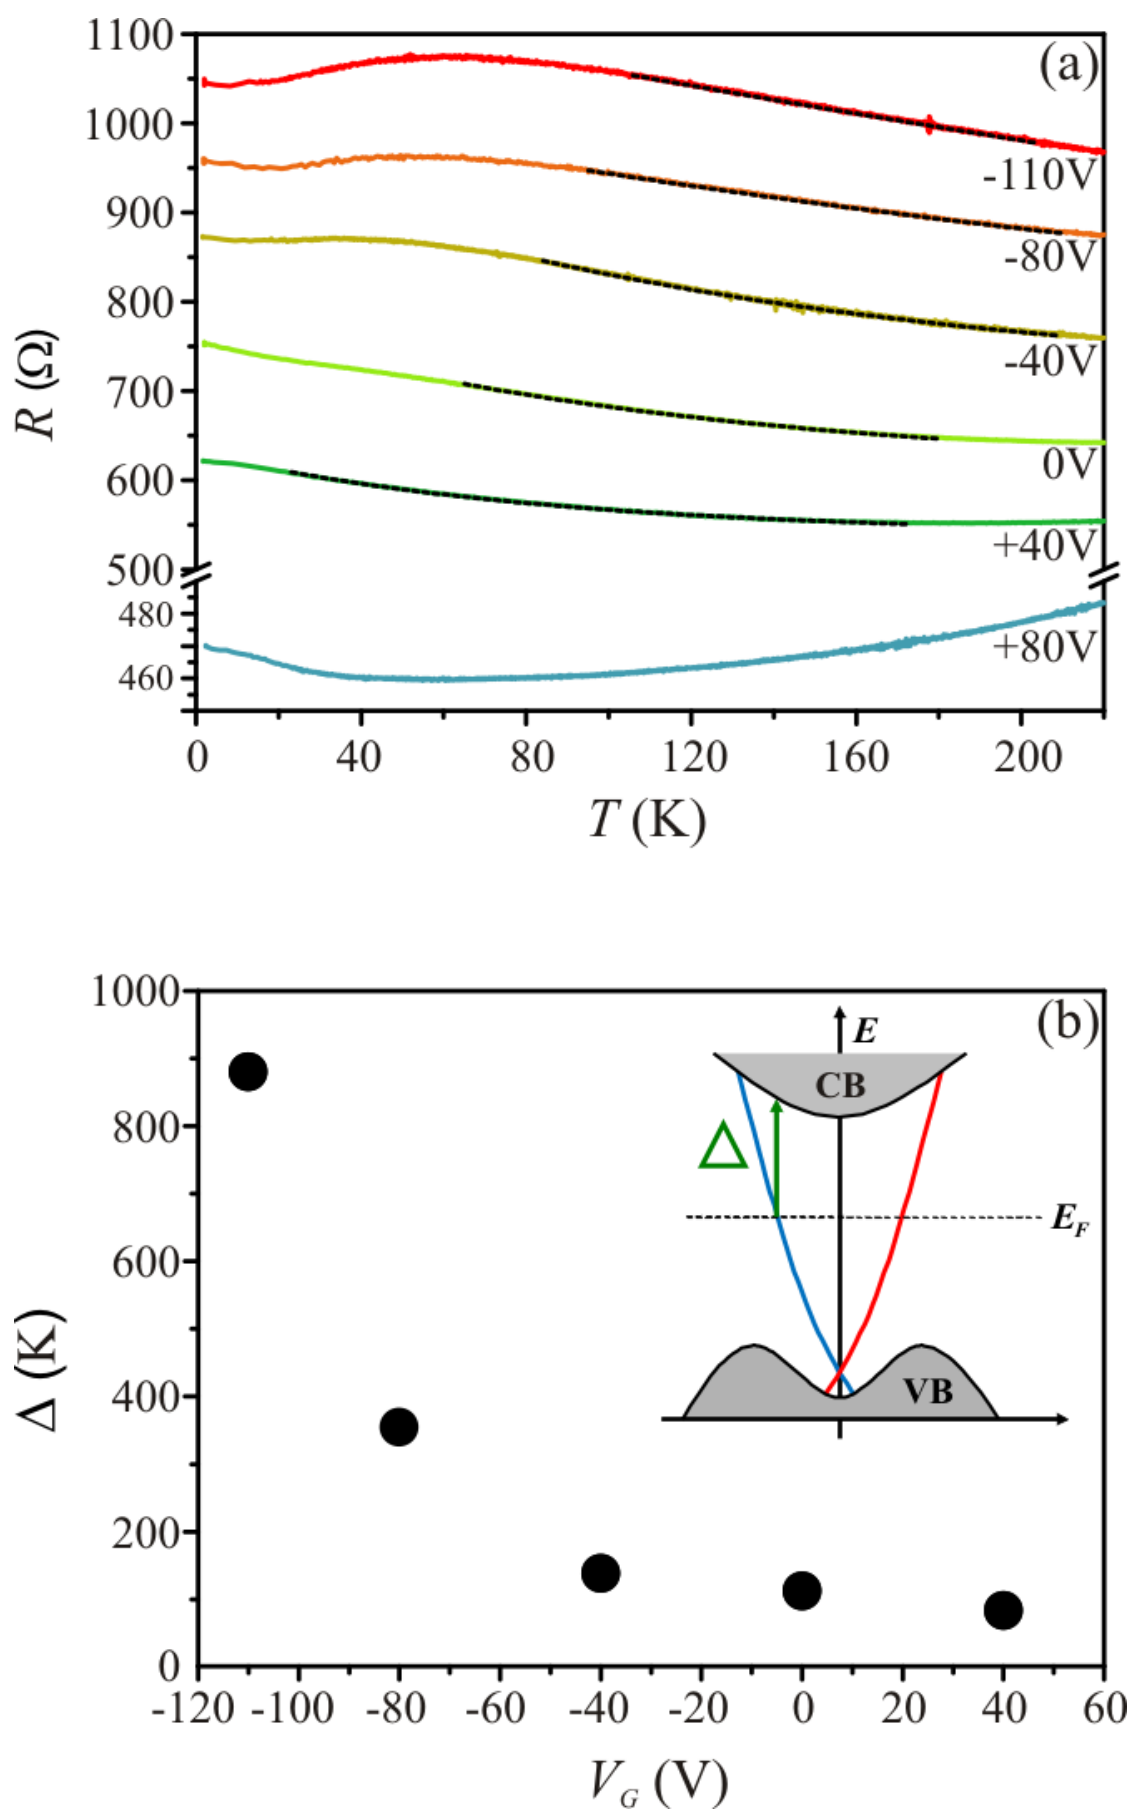 1100
(a)
1000
-110V
900
-80V
800
-40V
700
0V
600
+40V
500
480
+80V
460
R (Ω)
0 40 80 120 160 200
T (K)
1000
(b)
E
CB
800
Δ
E_F
600
400
VB
200
0
Δ (K)
-120 -100 -80 -60 -40 -20 0 20 40 60
V_G (V)